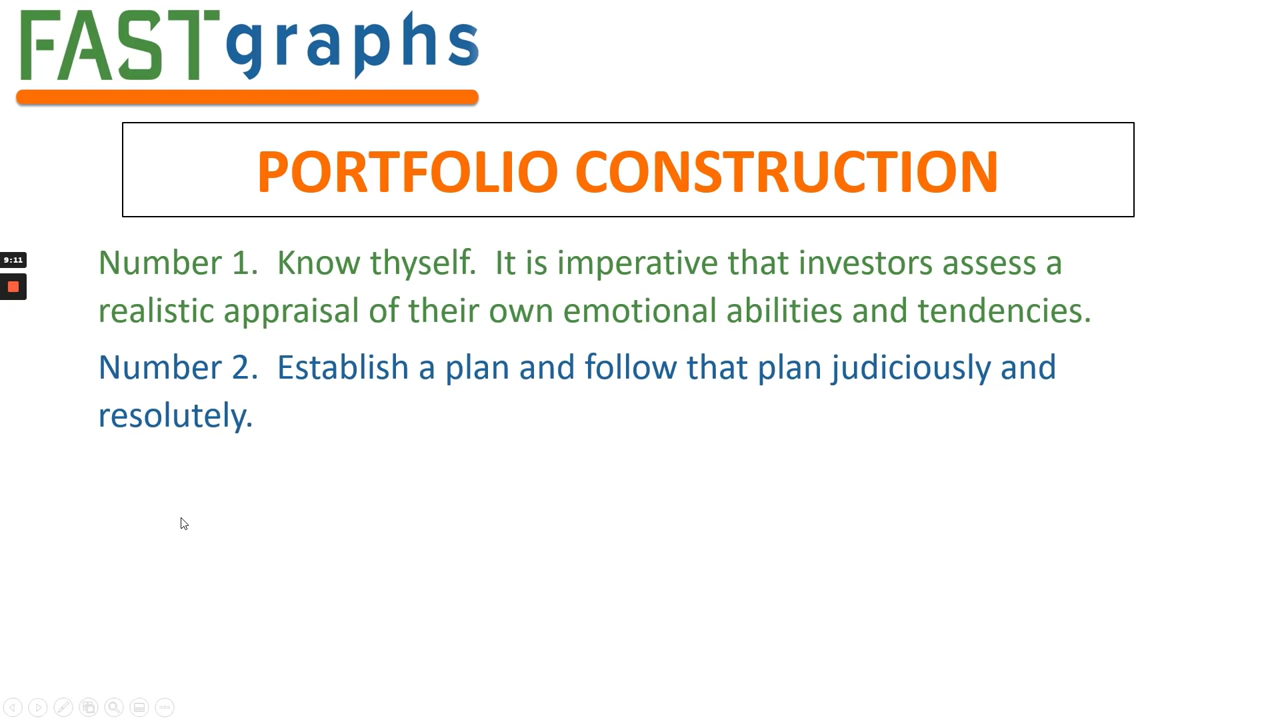 FASTgraphs
PORTFOLIO CONSTRUCTION
Number 1.  Know thyself.  It is imperative that investors assess a
realistic appraisal of their own emotional abilities and tendencies.
9:11
Number 2.  Establish a plan and follow that plan judiciously and
resolutely.